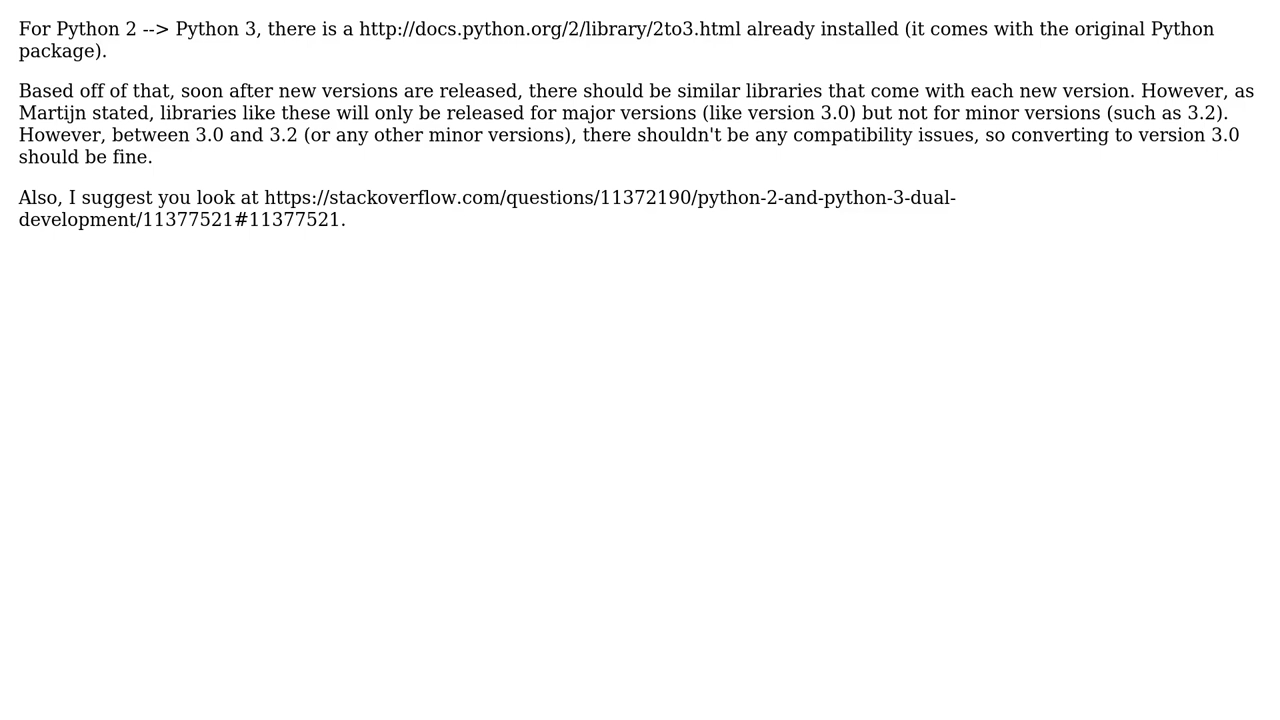 For Python 2 --> Python 3, there is a http://docs.python.org/2/library/2to3.html already installed (it comes with the original Python
package).
Based off of that, soon after new versions are released, there should be similar libraries that come with each new version. However, as
Martijn stated, libraries like these will only be released for major versions (like version 3.0) but not for minor versions (such as 3.2).
However, between 3.0 and 3.2 (or any other minor versions), there shouldn't be any compatibility issues, so converting to version 3.0
should be fine.
Also, I suggest you look at https://stackoverflow.com/questions/11372190/python-2-and-python-3-dual-
development/11377521#11377521.